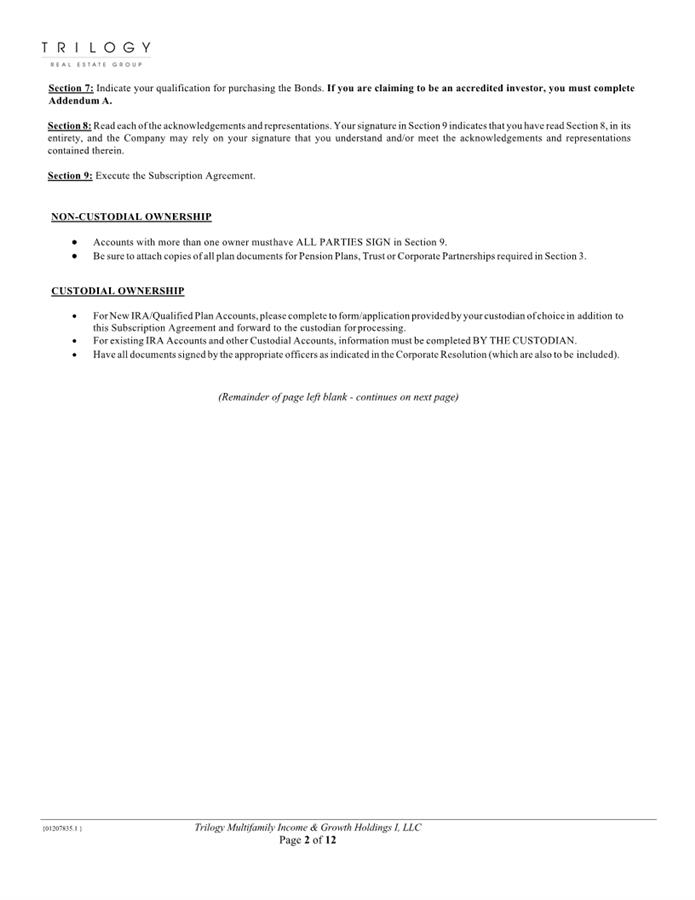 TRILOGY
REAL ESTATE GROUP
Section 7: Indicate your qualification for purchasing the Bonds. If you are claiming to be an accredited investor, you must complete
Addendum A.
Section 8: Read each of the acknowledgements and representations. Your signature in Section 9 indicates that you have read Section 8, in its
entirety, and the Company may rely on your signature that you understand and/or meet the acknowledgements and representations
contained therein.
Section 9: Execute the Subscription Agreement.
NON-CUSTODIAL OWNERSHIP
● Accounts with more than one owner musthave ALL PARTIES SIGN in Section 9.
● Be sure to attach copies of all plan documents for Pension Plans, Trust or Corporate Partnerships required in Section 3.
CUSTODIAL OWNERSHIP
• For New IRA/Qualified Plan Accounts, please complete to form/application provided by your custodian of choice in addition to
this Subscription Agreement and forward to the custodian for processing.
• For existing IRA Accounts and other Custodial Accounts, information must be completed BY THE CUSTODIAN.
• Have all documents signed by the appropriate officers as indicated in the Corporate Resolution (which are also to be included).
(Remainder of page left blank - continues on next page)
{01207835.1 }
Trilogy Multifamily Income & Growth Holdings I, LLC
Page 2 of 12